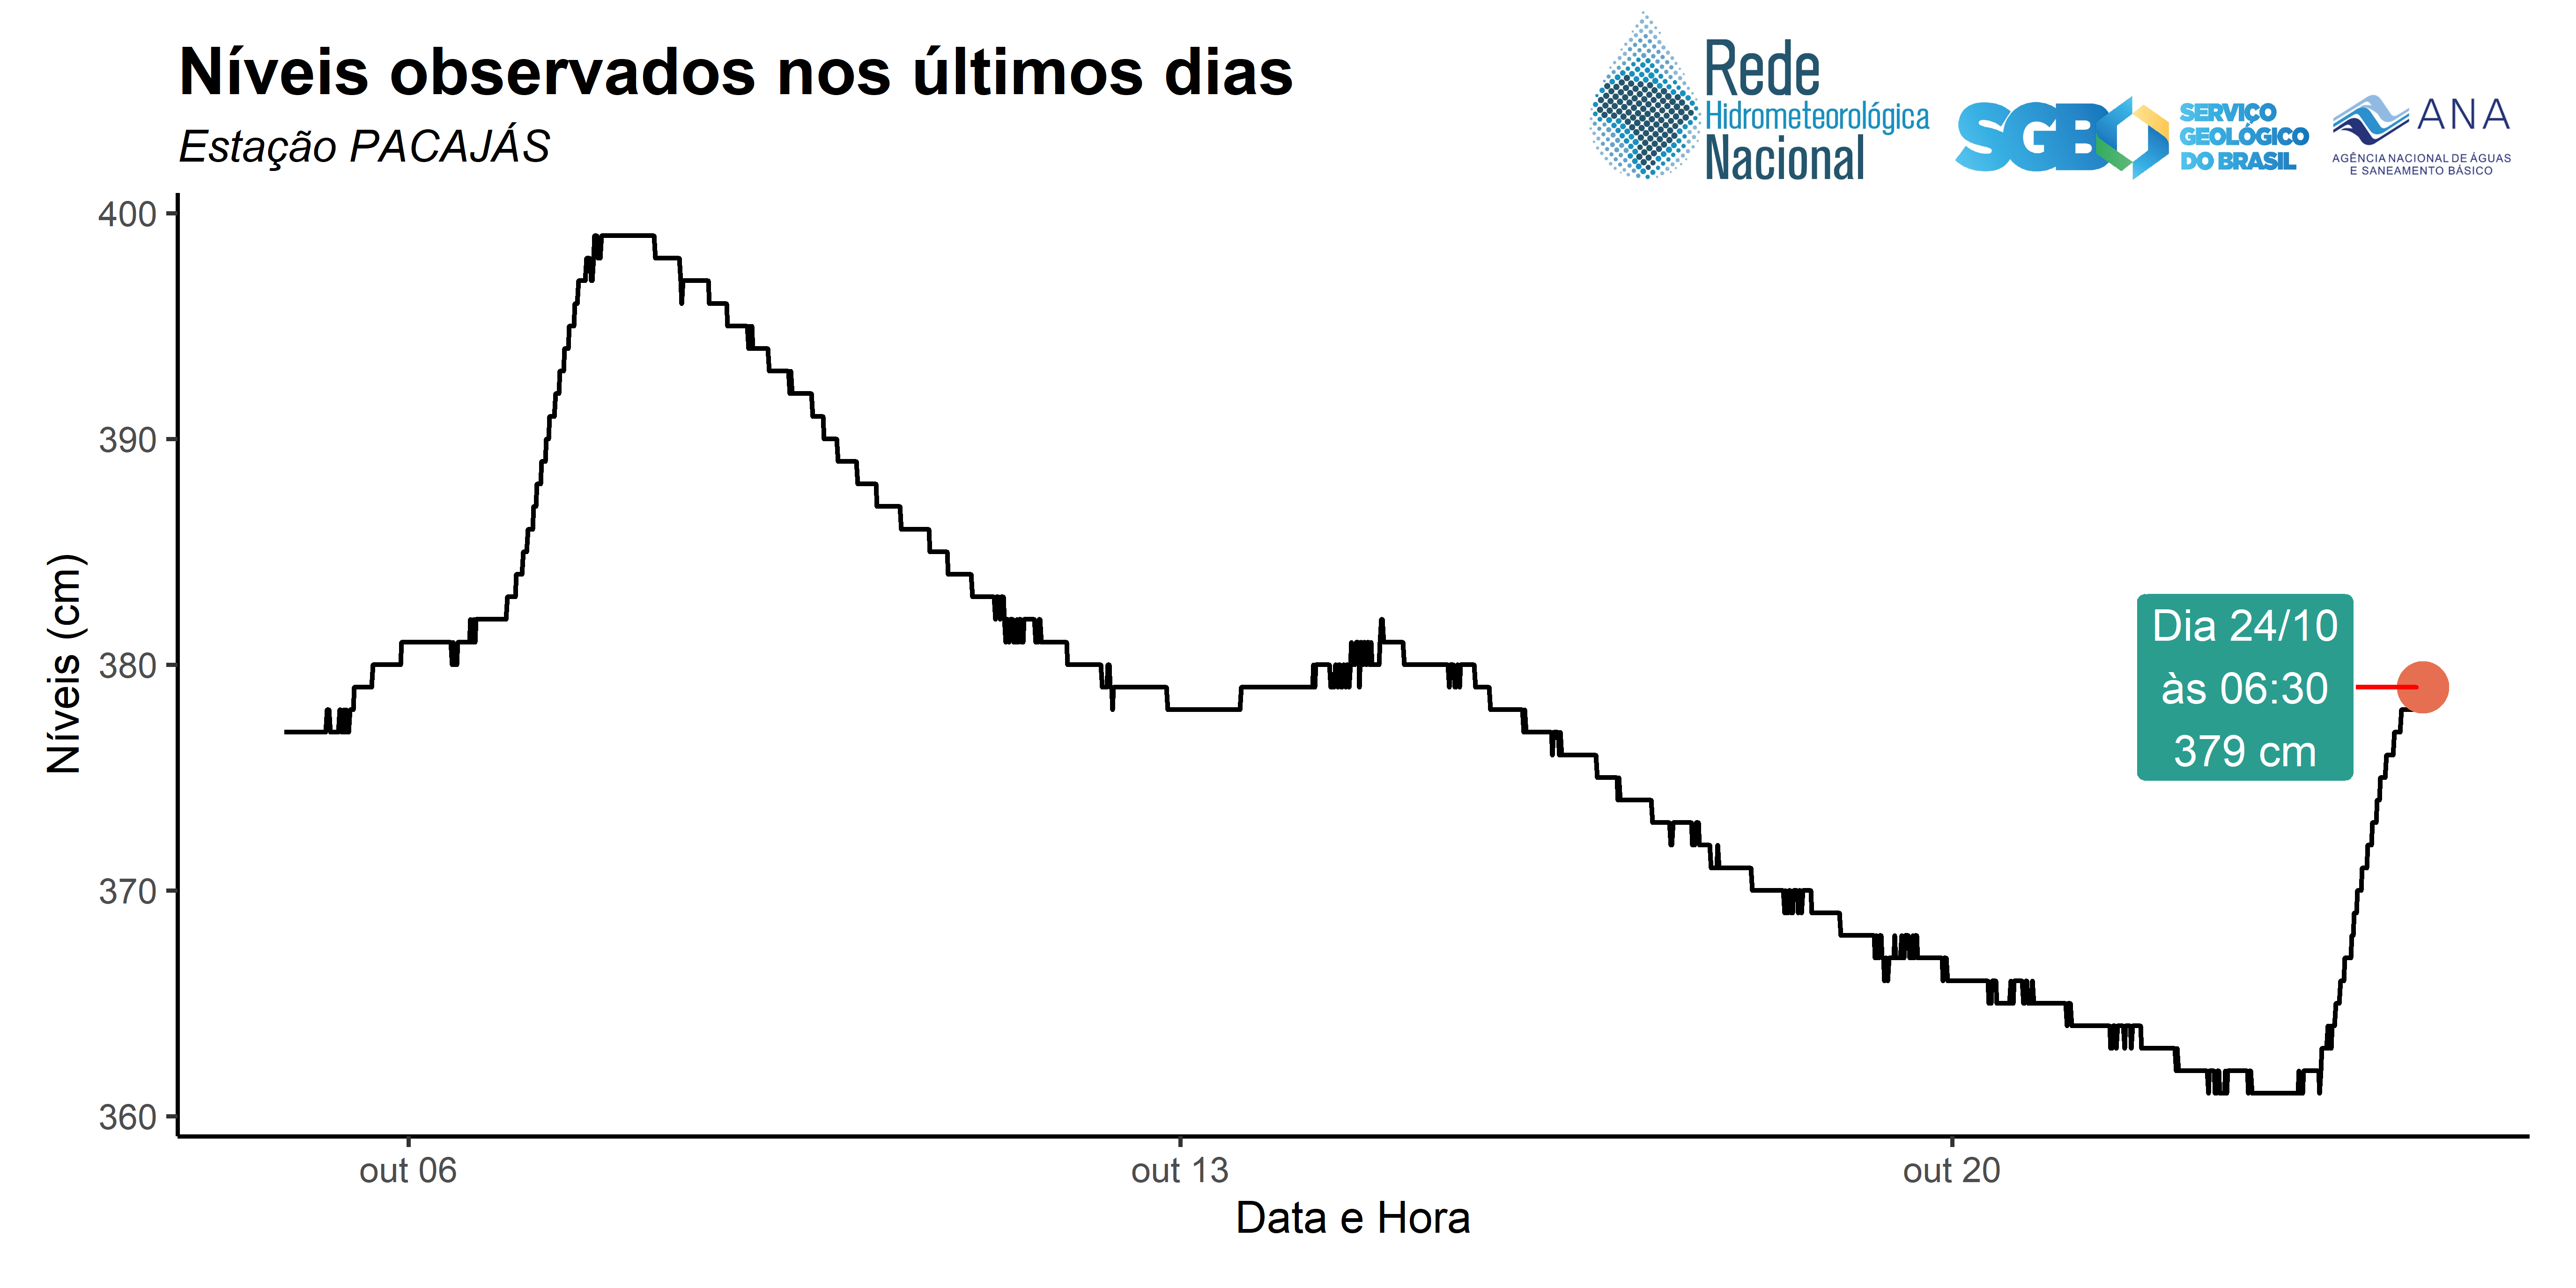 Níveis observados nos últimos dias
Estação PACAJÁS
Rede
Hidrometeorológica
Nacional
SGB
SERVIÇO
GEOLÓGICO
DO BRASIL
ANA
AGÊNCIA NACIONAL DE ÁGUAS
E SANEAMENTO BÁSICO
Níveis (cm)
400
390
380
370
360
Dia 24/10
às 06:30
379 cm
out 06
out 13
out 20
Data e Hora